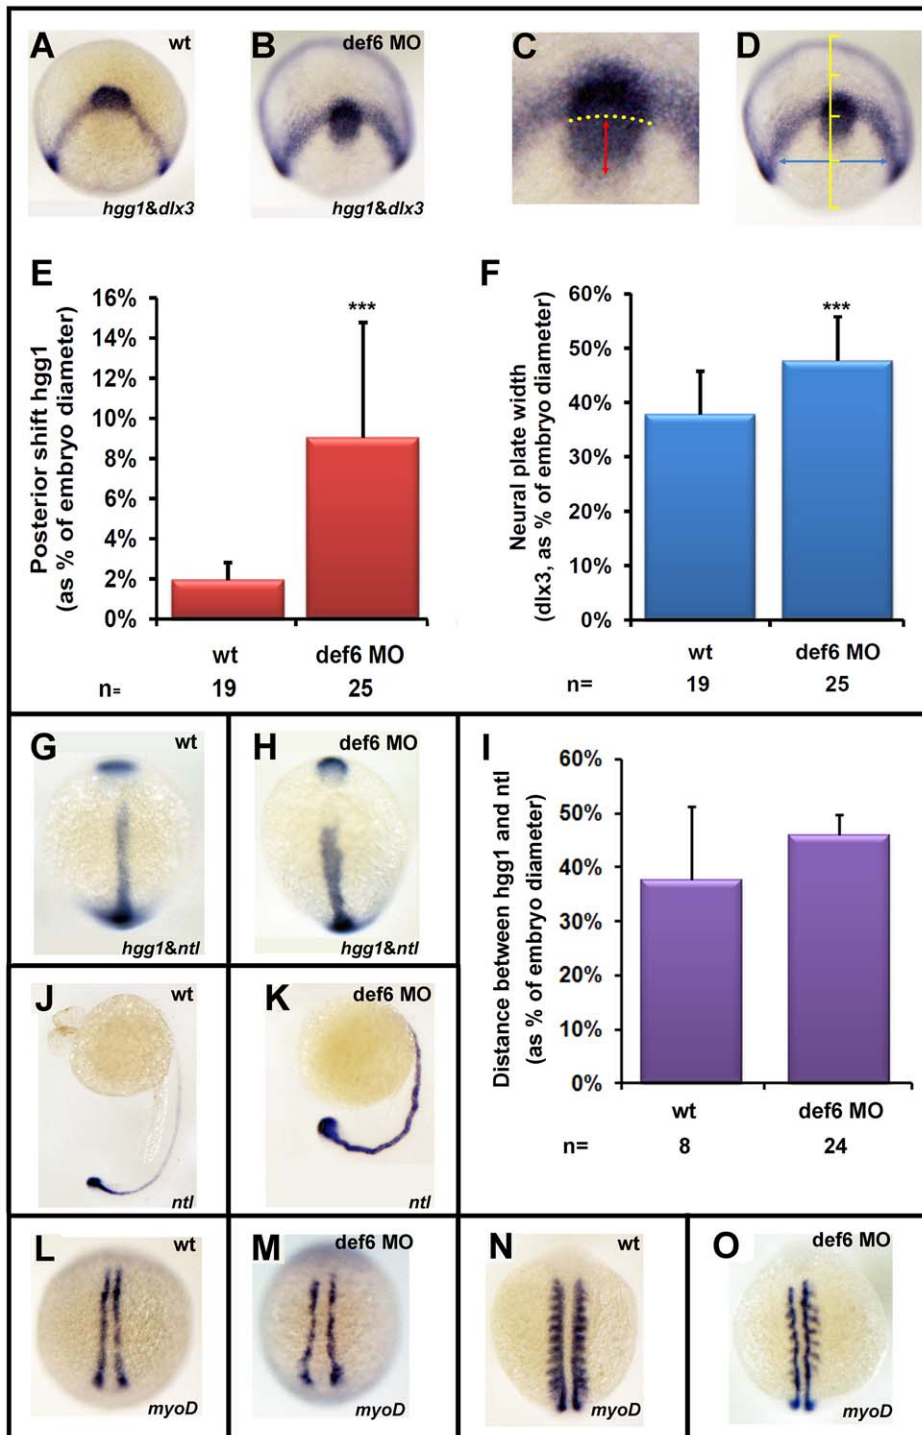 A wt
hgg1&dlx3
B def6 MO
hgg1&dlx3
C
D
E
Posterior shift hgg1
(as % of embryo diameter)
16%
14%
12%
10%
8%
6%
4%
2%
0%
***
wt def6 MO
n= 19 25
F
Neural plate width
(dlx3, as % of embryo diameter)
60%
50%
40%
30%
20%
10%
0%
***
wt def6 MO
n= 19 25
G wt
hgg1&ntl
H def6 MO
hgg1&ntl
I
Distance between hgg1 and ntl
(as % of embryo diameter)
60%
50%
40%
30%
20%
10%
0%
wt def6 MO
n= 8 24
J wt
ntl
K def6 MO
ntl
L wt
myoD
M def6 MO
myoD
N wt
myoD
O def6 MO
myoD